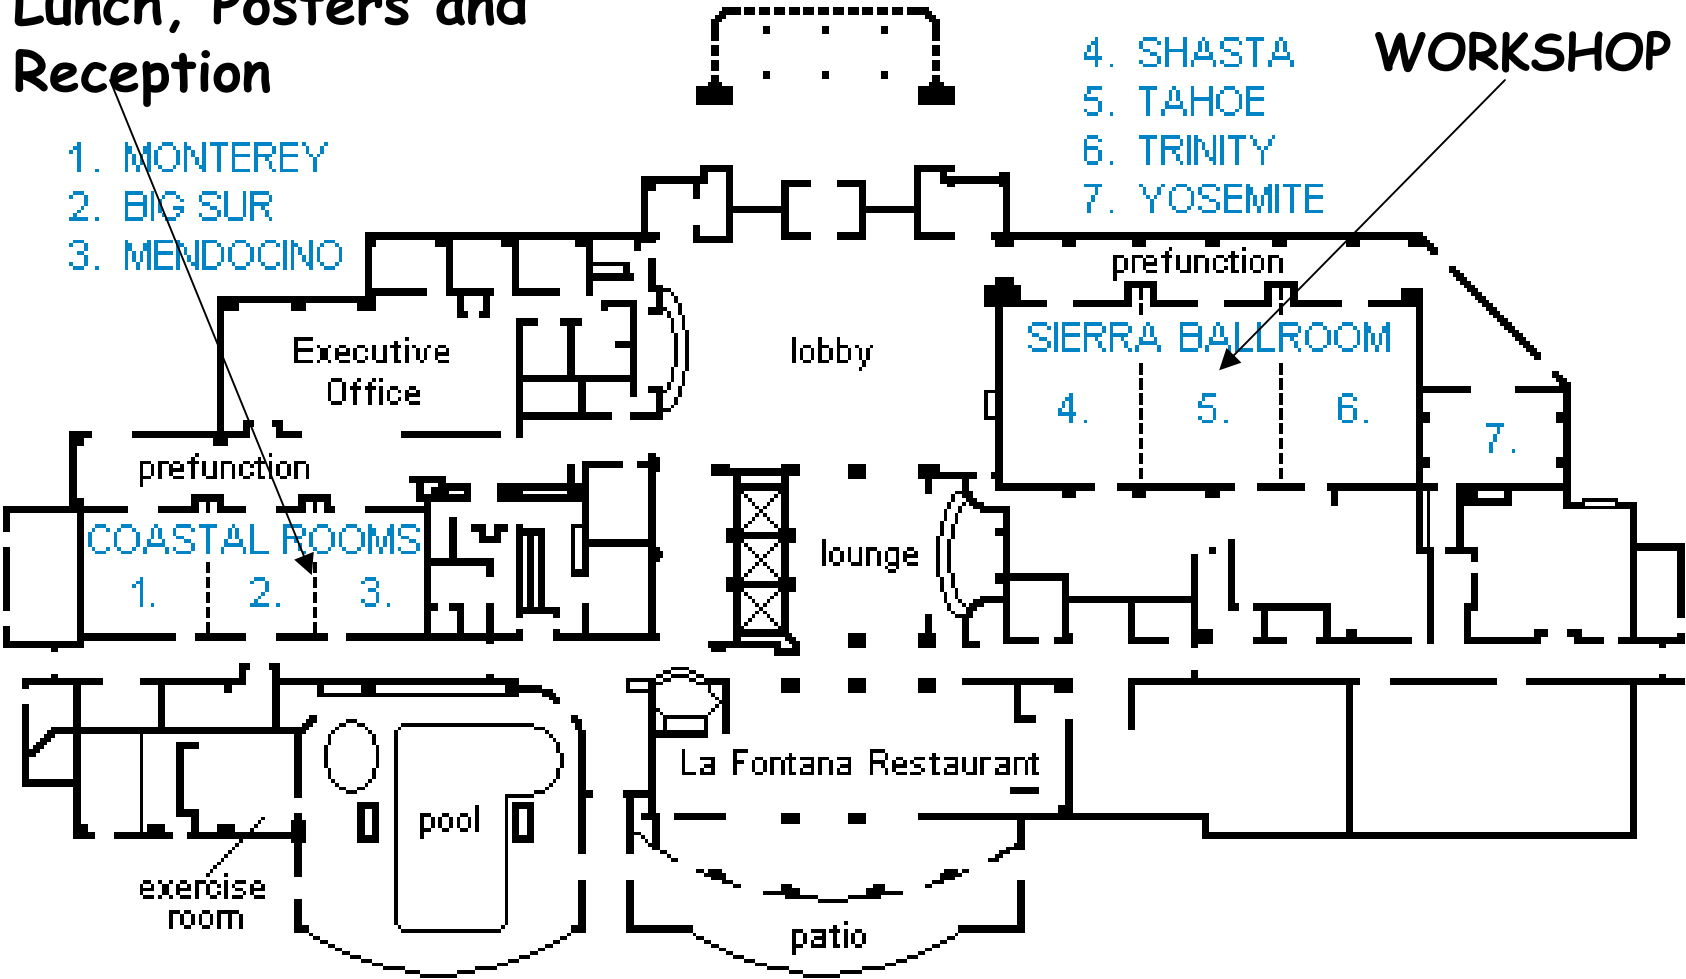 Lunch, Posters and
Reception
WORKSHOP
4. SHASTA
5. TAHOE
6. TRINITY
7. YOSEMITE
1. MONTEREY
2. BIG SUR
3. MENDOCINO
prefunction
SIERRA BALLROOM
4.
5.
6.
7.
Executive
Office
lobby
prefunction
COASTAL ROOMS
1.
2.
3.
lounge
La Fontana Restaurant
pool
exercise
room
patio